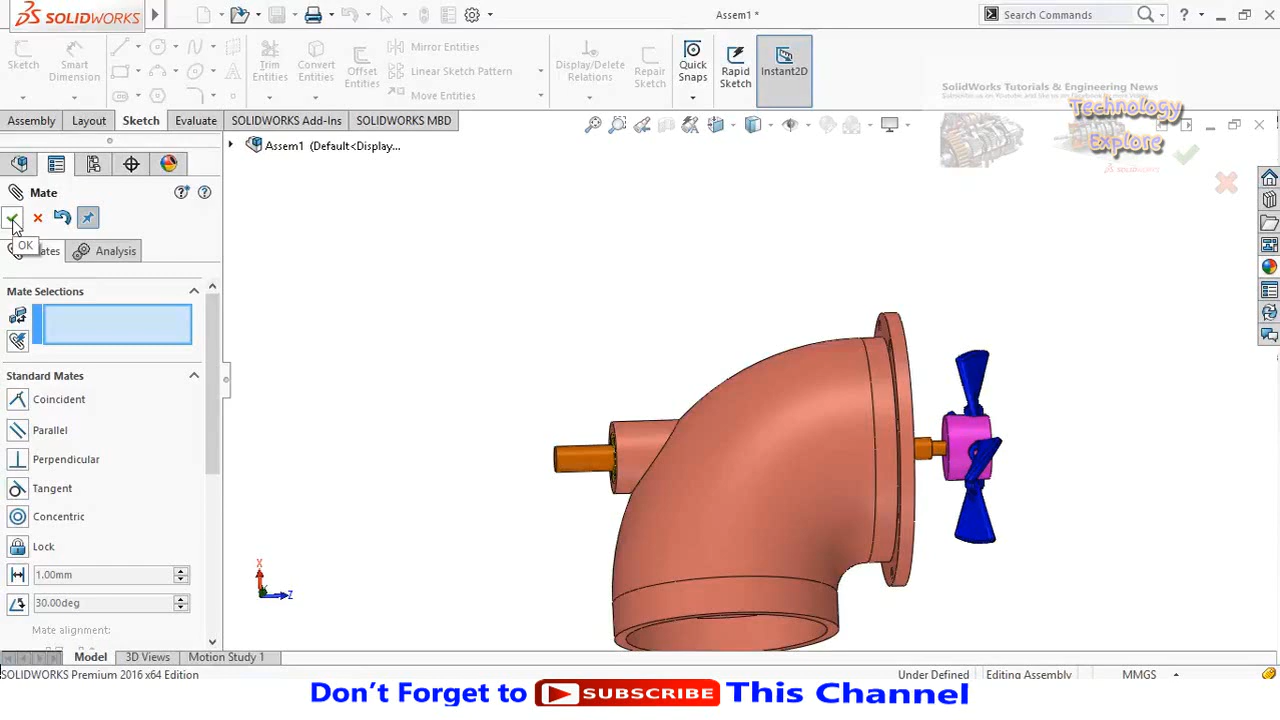 SOLIDWORKS
Assem1 *
Search Commands
?
Sketch
Smart
Dimension
Trim
Entities
Convert
Entities
Offset
Entities
Mirror Entities
Linear Sketch Pattern
Move Entities
Display/Delete
Relations
Repair
Sketch
Quick
Snaps
Rapid
Sketch
Instant2D
SolidWorks Tutorials & Engineering News
Technology
Explore
SOLIDWORKS
Assembly
Layout
Sketch
Evaluate
SOLIDWORKS Add-Ins
SOLIDWORKS MBD
Assem1 (Default<Display...
Mate
OK
ates
Analysis
Mate Selections
Standard Mates
Coincident
Parallel
Perpendicular
Tangent
Concentric
Lock
1.00mm
30.00deg
Mate alignment:
X
Z
Model
3D Views
Motion Study 1
SOLIDWORKS Premium 2016 x64 Edition
Under Defined
Editing Assembly
MMGS
Don't Forget to SUBSCRIBE This Channel